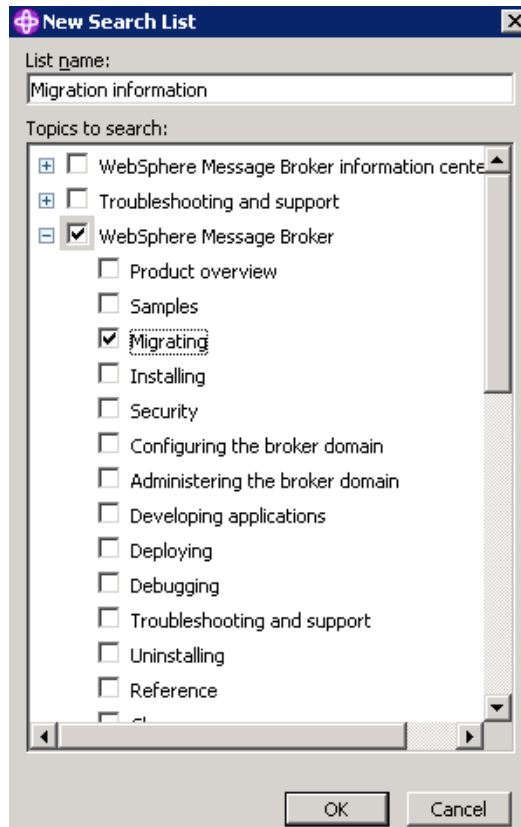 New Search List
List name:
Migration information
Topics to search:
WebSphere Message Broker information cente
Troubleshooting and support
WebSphere Message Broker
Product overview
Samples
Migrating
Installing
Security
Configuring the broker domain
Administering the broker domain
Developing applications
Deploying
Debugging
Troubleshooting and support
Uninstalling
Reference
OK
Cancel